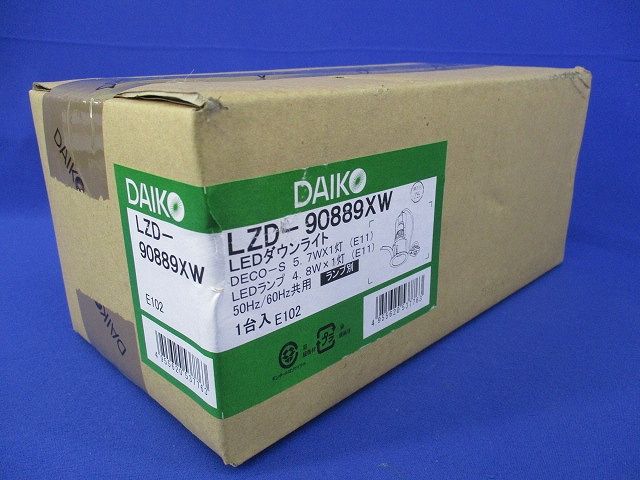 DAIKO
DAIKO
LZD-
90889XW
E102
DAIKO
DAIKO
LZD-90889XW
LEDダウンライト
DECO-S 5.7W×1灯 (E11)
LEDランプ 4.8W×1灯 (E11)
50Hz/60Hz共用 ランプ別
1台入 E102